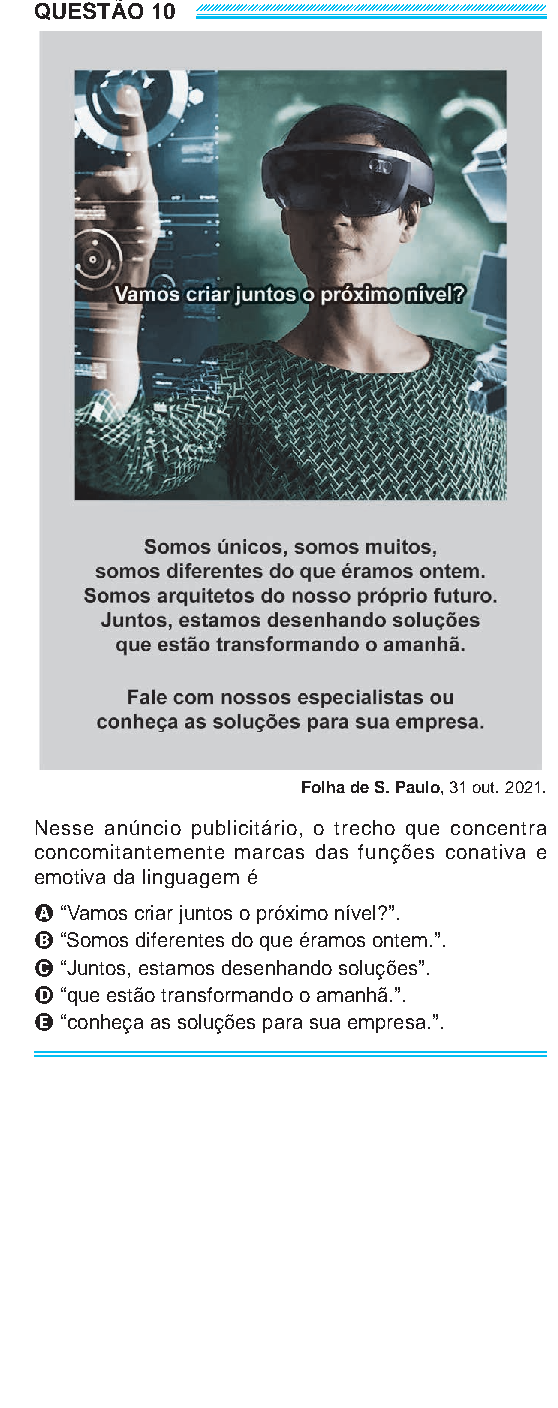 QUESTÃO 10
Vamos criar juntos o próximo nível?
Somos únicos, somos muitos,
somos diferentes do que éramos ontem.
Somos arquitetos do nosso próprio futuro.
Juntos, estamos desenhando soluções
que estão transformando o amanhã.
Fale com nossos especialistas ou
conheça as soluções para sua empresa.
Folha de S. Paulo, 31 out. 2021.
Nesse anúncio publicitário, o trecho que concentra
concomitantemente marcas das funções conativa e
emotiva da linguagem é
A “Vamos criar juntos o próximo nível?”.
B “Somos diferentes do que éramos ontem.”.
C “Juntos, estamos desenhando soluções”.
D “que estão transformando o amanhã.”.
E “conheça as soluções para sua empresa.”.